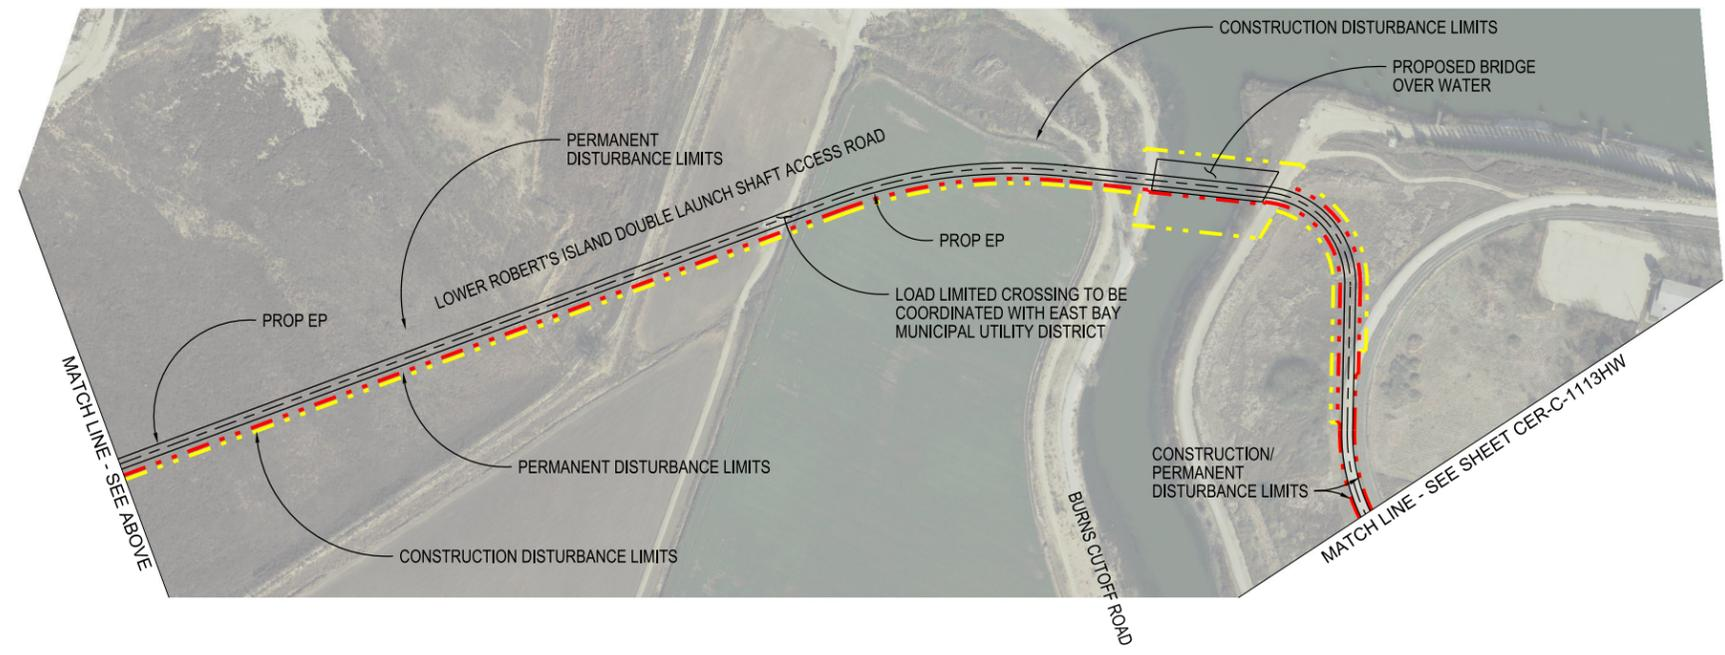 CONSTRUCTION DISTURBANCE LIMITS
PROPOSED BRIDGE
OVER WATER
PERMANENT
DISTURBANCE LIMITS
LOWER ROBERT'S ISLAND DOUBLE LAUNCH SHAFT ACCESS ROAD
PROP EP
LOAD LIMITED CROSSING TO BE
COORDINATED WITH EAST BAY
MUNICIPAL UTILITY DISTRICT
PROP EP
MATCH LINE - SEE ABOVE
PERMANENT DISTURBANCE LIMITS
CONSTRUCTION DISTURBANCE LIMITS
BURNS CUTOFF ROAD
CONSTRUCTION/
PERMANENT
DISTURBANCE LIMITS
MATCH LINE - SEE SHEET CER-C-1113HW